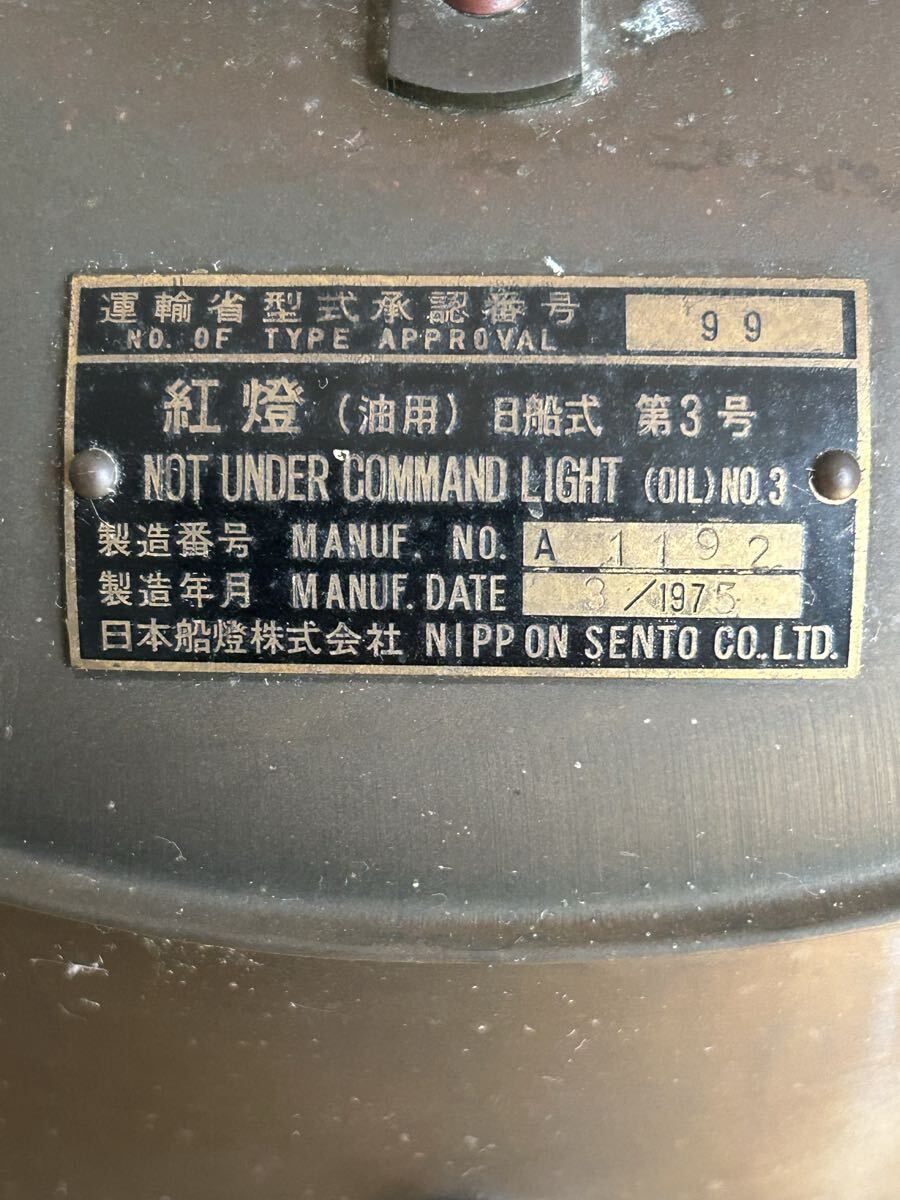 運輸省型式承認番号 99
NO. OF TYPE APPROVAL
紅燈 (油用) 日船式 第3号
NOT UNDER COMMAND LIGHT (OIL) NO.3
製造番号 MANUF. NO. A 1192
製造年月 MANUF. DATE 3/1975
日本船燈株式会社 NIPPON SENTO CO.,LTD.